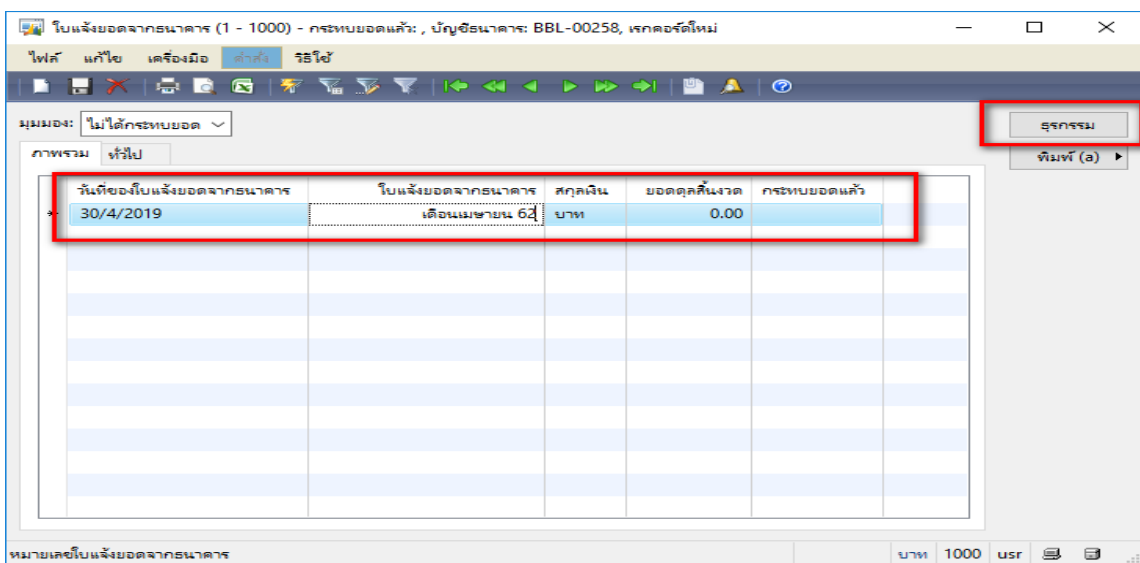 ใบแจ้งยอดจากธนาคาร (1 - 1000) - กระทบยอดแล้ว: , บัญชีธนาคาร: BBL-00258, เรกคอร์ดใหม่
ไฟล์ แก้ไข เครื่องมือ คำสั่ง วิธีใช้
มุมมอง: ไม่ได้กระทบยอด
ธุรกรรม
ภาพรวม ทั่วไป
พิมพ์ (a)
วันที่ของใบแจ้งยอดจากธนาคาร ใบแจ้งยอดจากธนาคาร สกุลเงิน ยอดดุลสิ้นงวด กระทบยอดแล้ว
* 30/4/2019 เดือนเมษายน 62 บาท 0.00
หมายเลขใบแจ้งยอดจากธนาคาร บาท 1000 usr